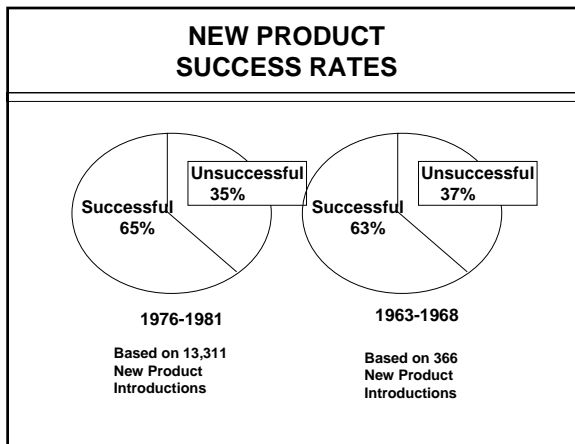 NEW PRODUCT
SUCCESS RATES
Successful
65%
Unsuccessful
35%
1976-1981
Based on 13,311
New Product
Introductions
Successful
63%
Unsuccessful
37%
1963-1968
Based on 366
New Product
Introductions